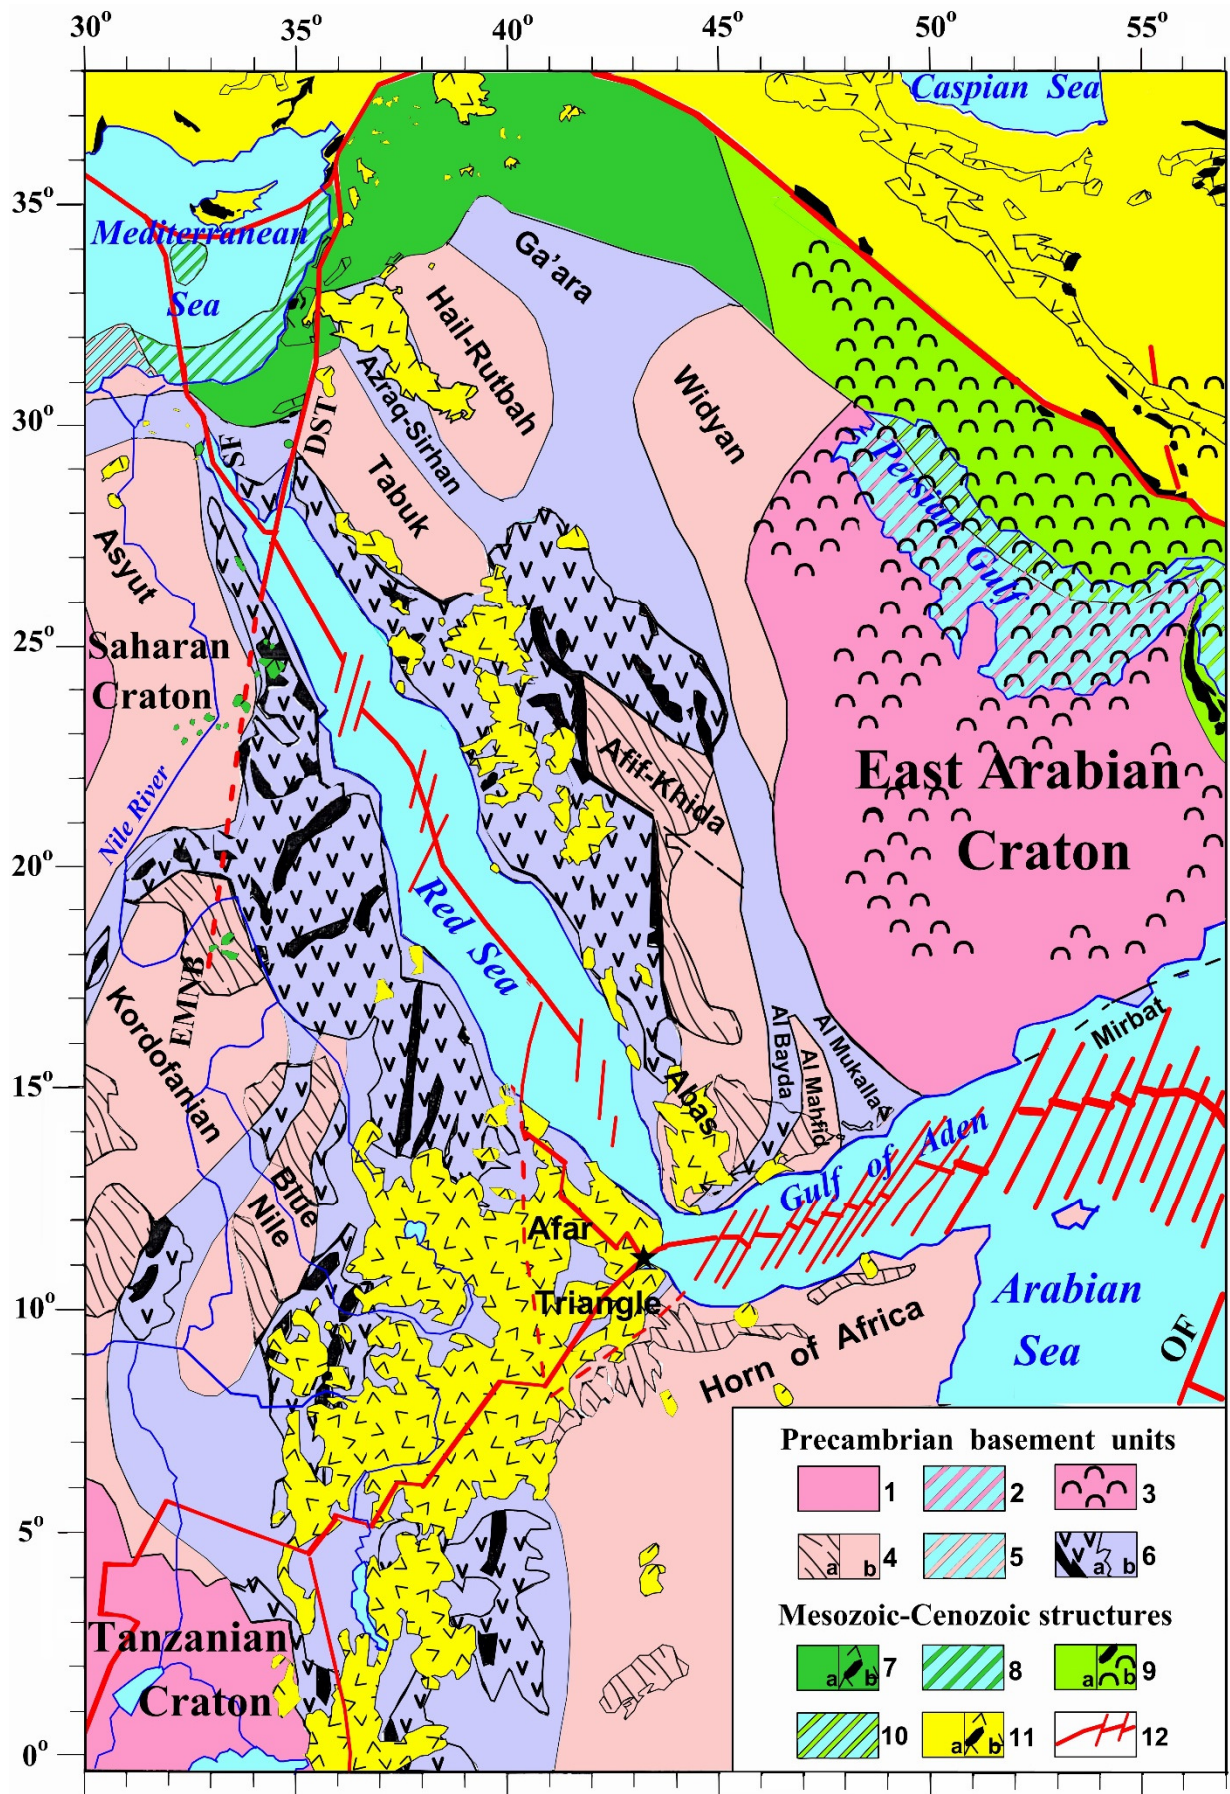 30° 35° 40° 45° 50° 55°
Caspian Sea
35°
Mediterranean
Sea
Ga'ara
Hail-Rutbah
Azraq-Sirhan
Widyan
30°
SF
DST
Tabuk
Persian Gulf
Asyut
25°
Saharan
Craton
Afif-Khida
East Arabian
Craton
Nile River
20°
Red Sea
EMNB
Kordofanian
Mirbat
Al Mukalla
Al Bayda
Al Mahfid
15°
Abas
Gulf of Aden
Blue
Nile
Afar
Triangle
10°
Arabian
Sea
OF
Horn of Africa
5°
Tanzanian
Craton
0°
Precambrian basement units
1 2 3
a b 4 5 a b 6
Mesozoic-Cenozoic structures
a b 7 8 a b 9
10 a b 11 12